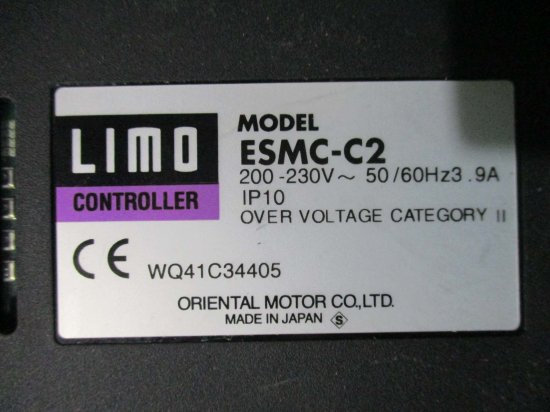 LIMO
CONTROLLER
MODEL
ESMC-C2
200 -230V~ 50/60Hz3.9A
IP10
OVER VOLTAGE CATEGORY II
CE WQ41C34405
ORIENTAL MOTOR CO.,LTD.
MADE IN JAPAN S